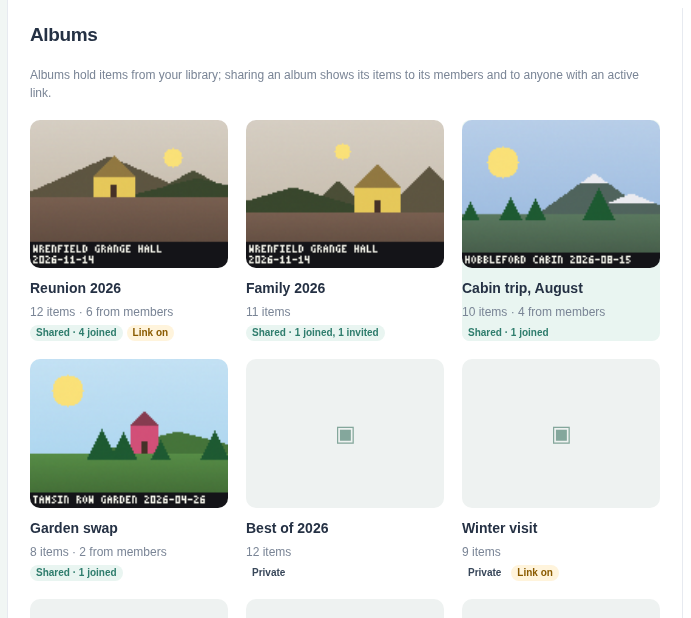 Albums
Albums hold items from your library; sharing an album shows its items to its members and to anyone with an active
link.
WRENFIELD GRANGE HALL
2026-11-14
WRENFIELD GRANGE HALL
2026-11-14
HOBBLEFORD CABIN 2026-08-15
Reunion 2026
Family 2026
Cabin trip, August
12 items · 6 from members
11 items
10 items · 4 from members
Shared · 4 joined
Link on
Shared · 1 joined, 1 invited
Shared · 1 joined
TAMSIN ROW GARDEN 2026-04-26
Garden swap
Best of 2026
Winter visit
8 items · 2 from members
12 items
9 items
Shared · 1 joined
Private
Private
Link on